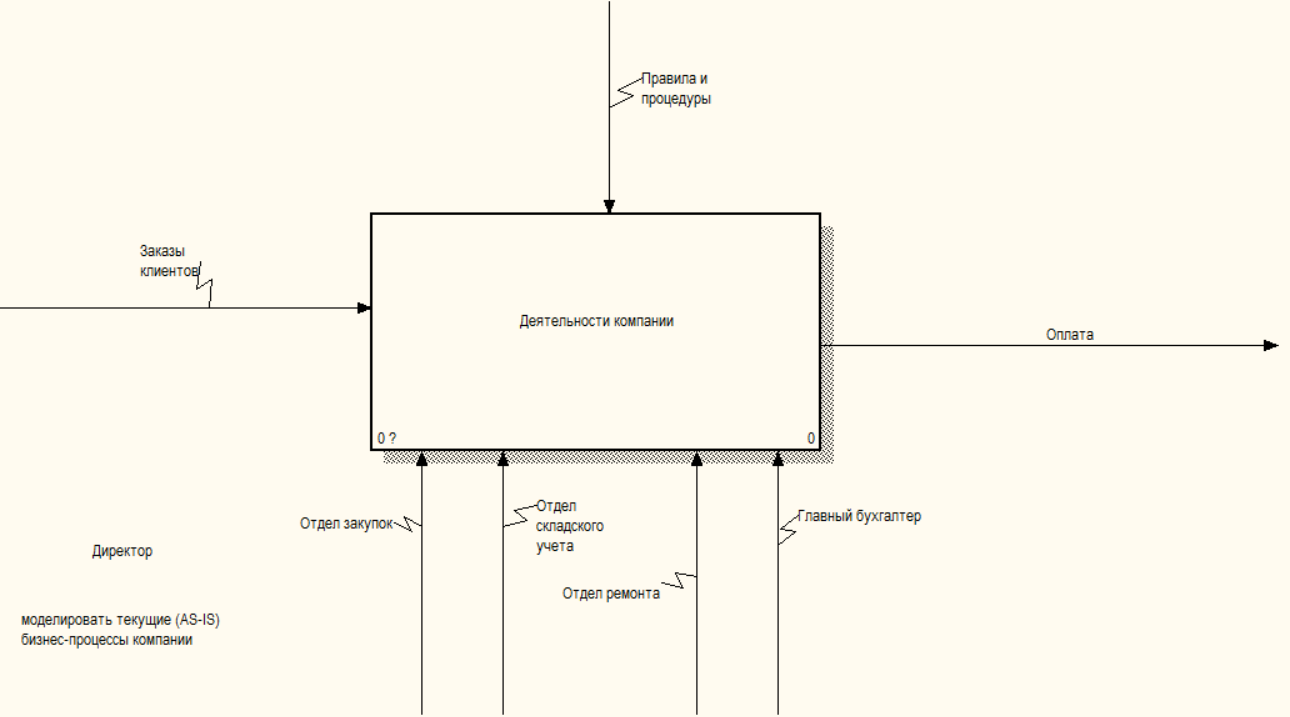 Правила и
процедуры
Заказы
клиентов
Деятельности компании
Оплата
0 ?
0
Отдел закупок
Отдел
складского
учета
Главный бухгалтер
Директор
Отдел ремонта
моделировать текущие (AS-IS)
бизнес-процессы компании